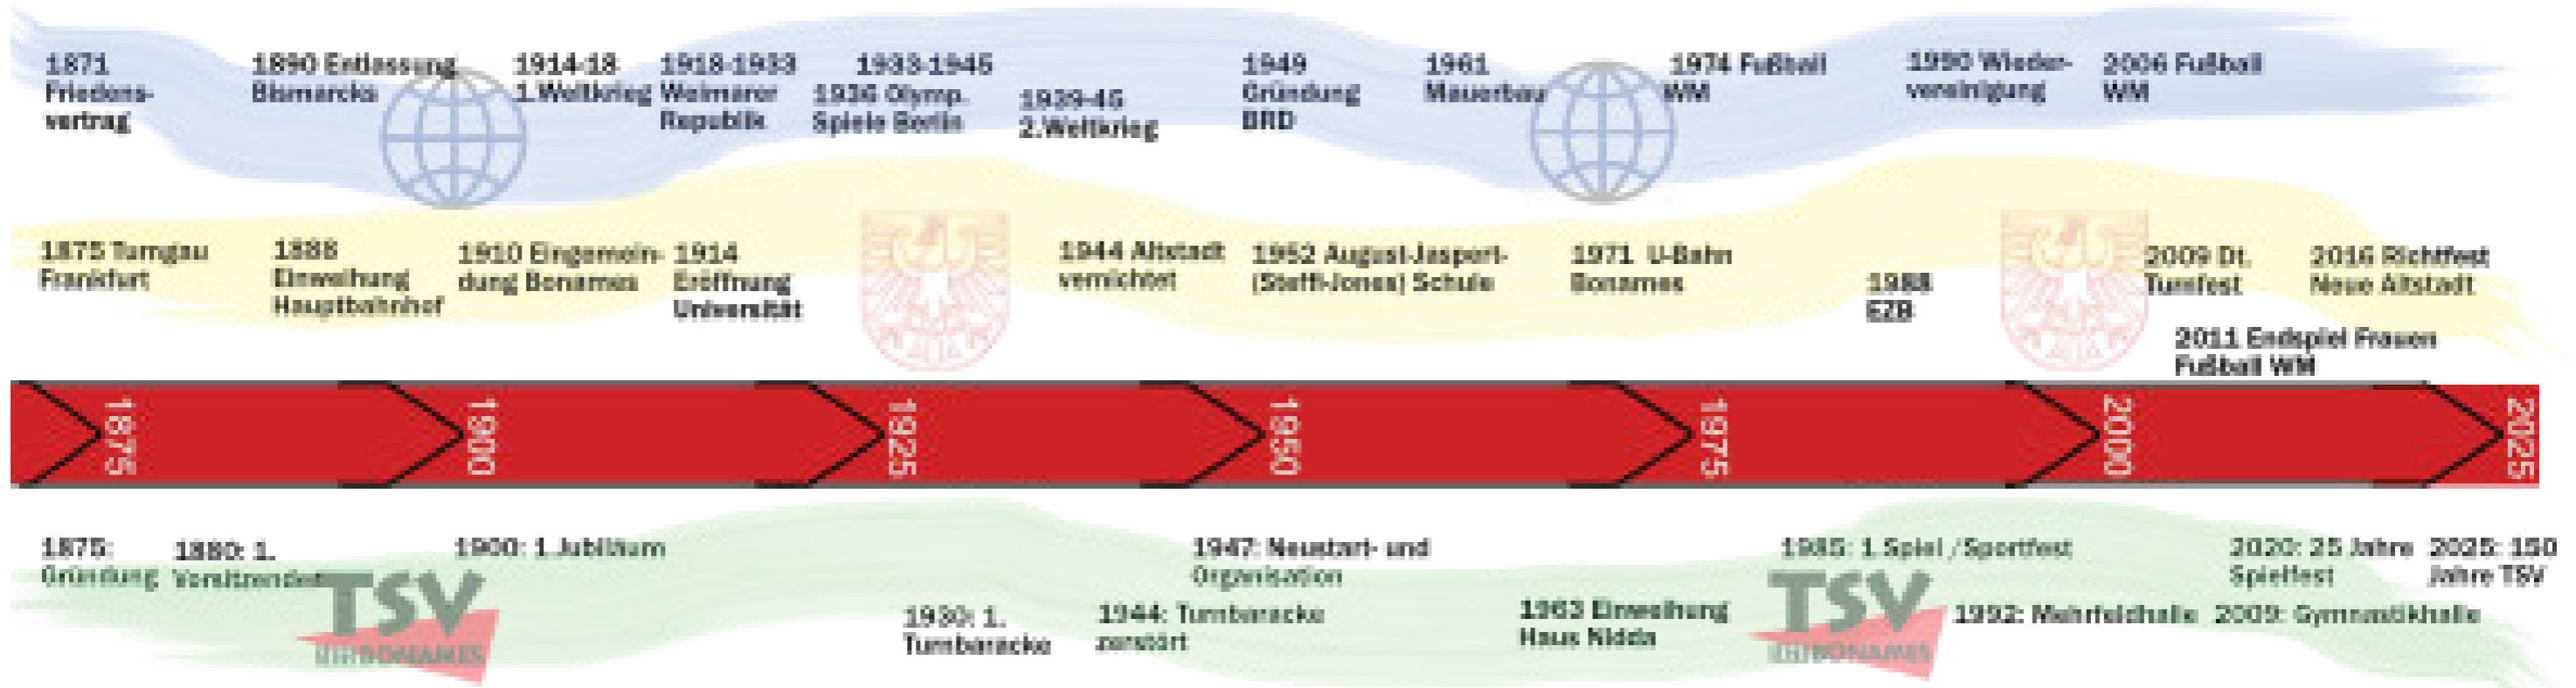 1871
Friedens-
vertrag
1890 Entlassung
Bismarcks
1914-18
1.Weltkrieg
1918-1933
Weimarer
Republik
1933-1945
1936 Olymp.
Spiele Berlin
1939-45
2.Weltkrieg
1949
Gründung
BRD
1961
Mauerbau
1974 Fußball
WM
1990 Wieder-
vereinigung
2006 Fußball
WM
1875 Turngau
Frankfurt
1888
Einweihung
Hauptbahnhof
1910 Eingemein-
dung Bonames
1914
Eröffnung
Universität
1944 Altstadt
vernichtet
1952 August-Jaspert-
(Steffi-Jones) Schule
1971 U-Bahn
Bonames
1988
EZB
2009 Dt.
Turnfest
2016 Richtfest
Neue Altstadt
2011 Endspiel Frauen
Fußball WM
1875
1900
1925
1950
1975
2000
2025
1875:
Gründung
1880: 1.
Vorsitzender
1900: 1.Jubiläum
1930: 1.
Turnbaracke
1947: Neustart- und
Organisation
1944: Turnbaracke
zerstört
1963 Einweihung
Haus Nidda
1985: 1 Spiel /Sportfest
1992: Mehrfeldhalle
2020: 25 Jahre
Spielfest
2009: Gymnastikhalle
2025: 150
Jahre TSV
TSV
BONAMES
TSV
BONAMES